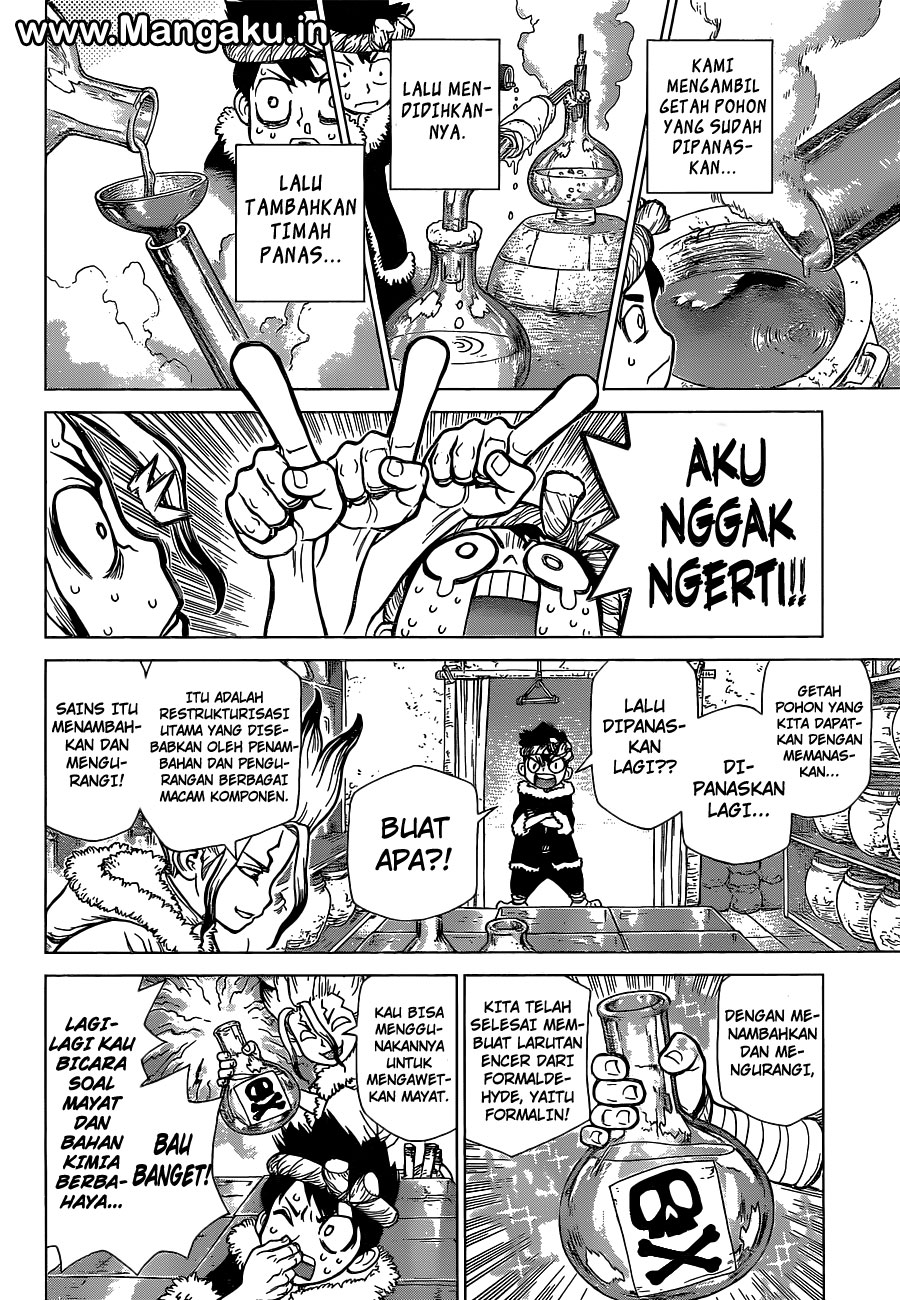 www.Mangaku.in
KAMI
MENGAMBIL
GETAH POHON
YANG SUDAH
DIPANAS-
KAN...
LALU MEN-
DIDIHKAN-
NYA.
LALU
TAMBAHKAN
TIMAH
PANAS...
AKU
NGGAK
NGERTI!!
GETAH
POHON YANG
KITA DAPAT-
KAN DENGAN
MEMANAS-
KAN...
DI-
PANASKAN
LAGI...
LALU
DIPANAS-
KAN
LAGI??
BUAT
APA?!
ITU ADALAH
RESTRUKTURISASI
UTAMA YANG DISE-
BABKAN OLEH PENAM-
BAHAN DAN PENGU-
RANGAN BERBAGAI
MACAM KOMPONEN.
SAINS ITU
MENAMBAH-
KAN DAN
MENGU-
RANGI!
DENGAN ME-
NAMBAHKAN
DAN ME-
NGURANGI,
KITA TELAH
SELESAI MEM-
BUAT LARUTAN
ENCER DARI
FORMALDE-
HYDE, YAITU
FORMALIN!
KAU BISA
MENGGU-
NAKANNYA
UNTUK
MENGAWET-
KAN MAYAT.
BAU
BANGET!
LAGI-
LAGI KAU
BICARA
SOAL
MAYAT
DAN
BAHAN
KIMIA
BERBA-
HAYA...